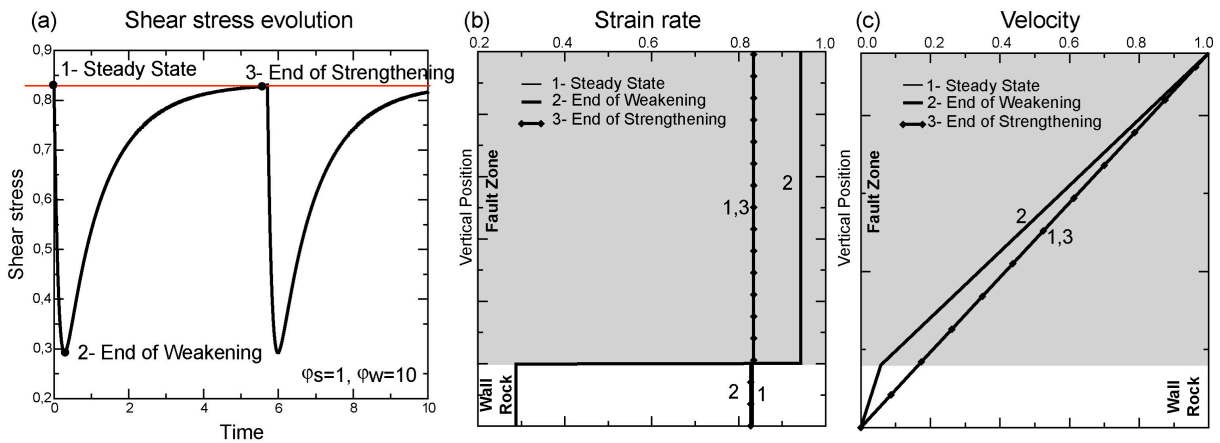 (a) Shear stress evolution
0,9
0,8
0,7
0,6
0,5
0,4
0,3
0,2
Shear stress
1- Steady State
3- End of Strengthening
2- End of Weakening
φs=1, φw=10
0 2 4 6 8 10
Time
(b) Strain rate
0.2 0.4 0.6 0.8 1.0
Vertical Position
Fault Zone
1- Steady State
2- End of Weakening
3- End of Strengthening
1,3
2
Wall
Rock
2
1
(c) Velocity
0.0 0.2 0.4 0.6 0.8 1.0
Vertical Position
Fault Zone
1- Steady State
2- End of Weakening
3- End of Strengthening
2
1,3
Wall
Rock